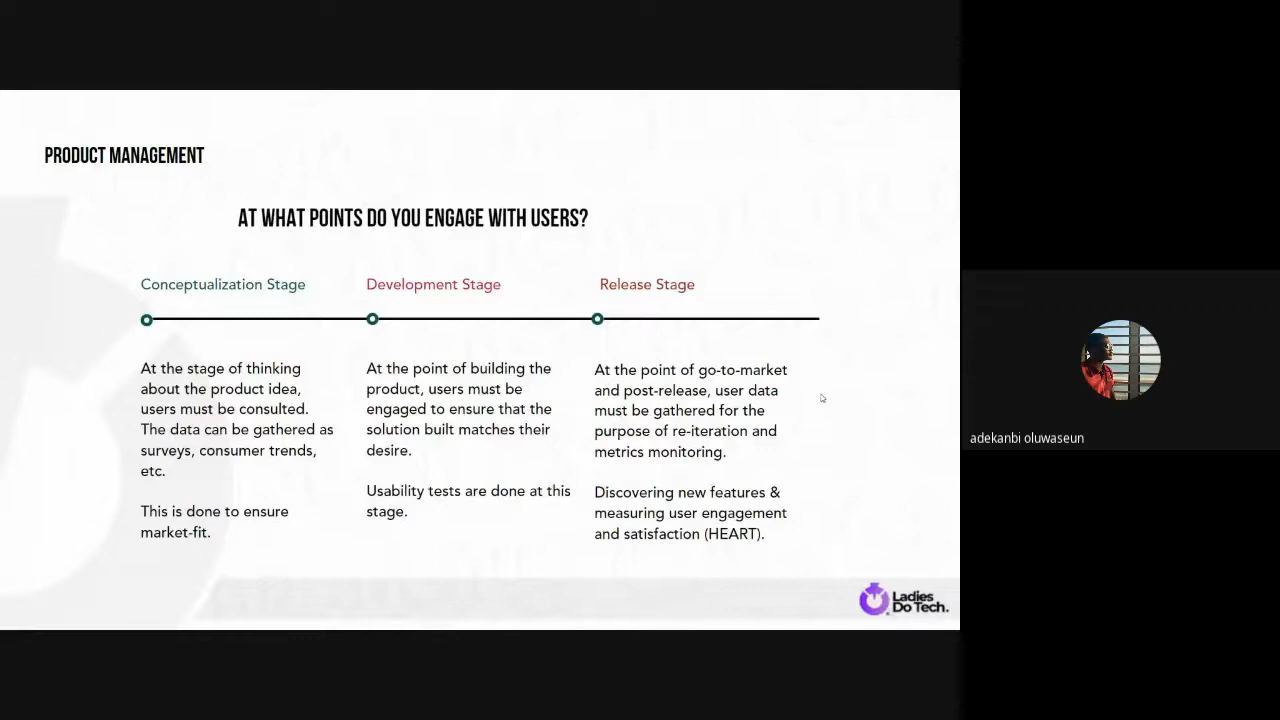 PRODUCT MANAGEMENT
AT WHAT POINTS DO YOU ENGAGE WITH USERS?
Conceptualization Stage
At the stage of thinking
about the product idea,
users must be consulted.
The data can be gathered as
surveys, consumer trends,
etc.
This is done to ensure
market-fit.
Development Stage
At the point of building the
product, users must be
engaged to ensure that the
solution built matches their
desire.
Usability tests are done at this
stage.
Release Stage
At the point of go-to-market
and post-release, user data
must be gathered for the
purpose of re-iteration and
metrics monitoring.
Discovering new features &
measuring user engagement
and satisfaction (HEART).
Ladies
Do Tech.
adekanbi oluwaseun